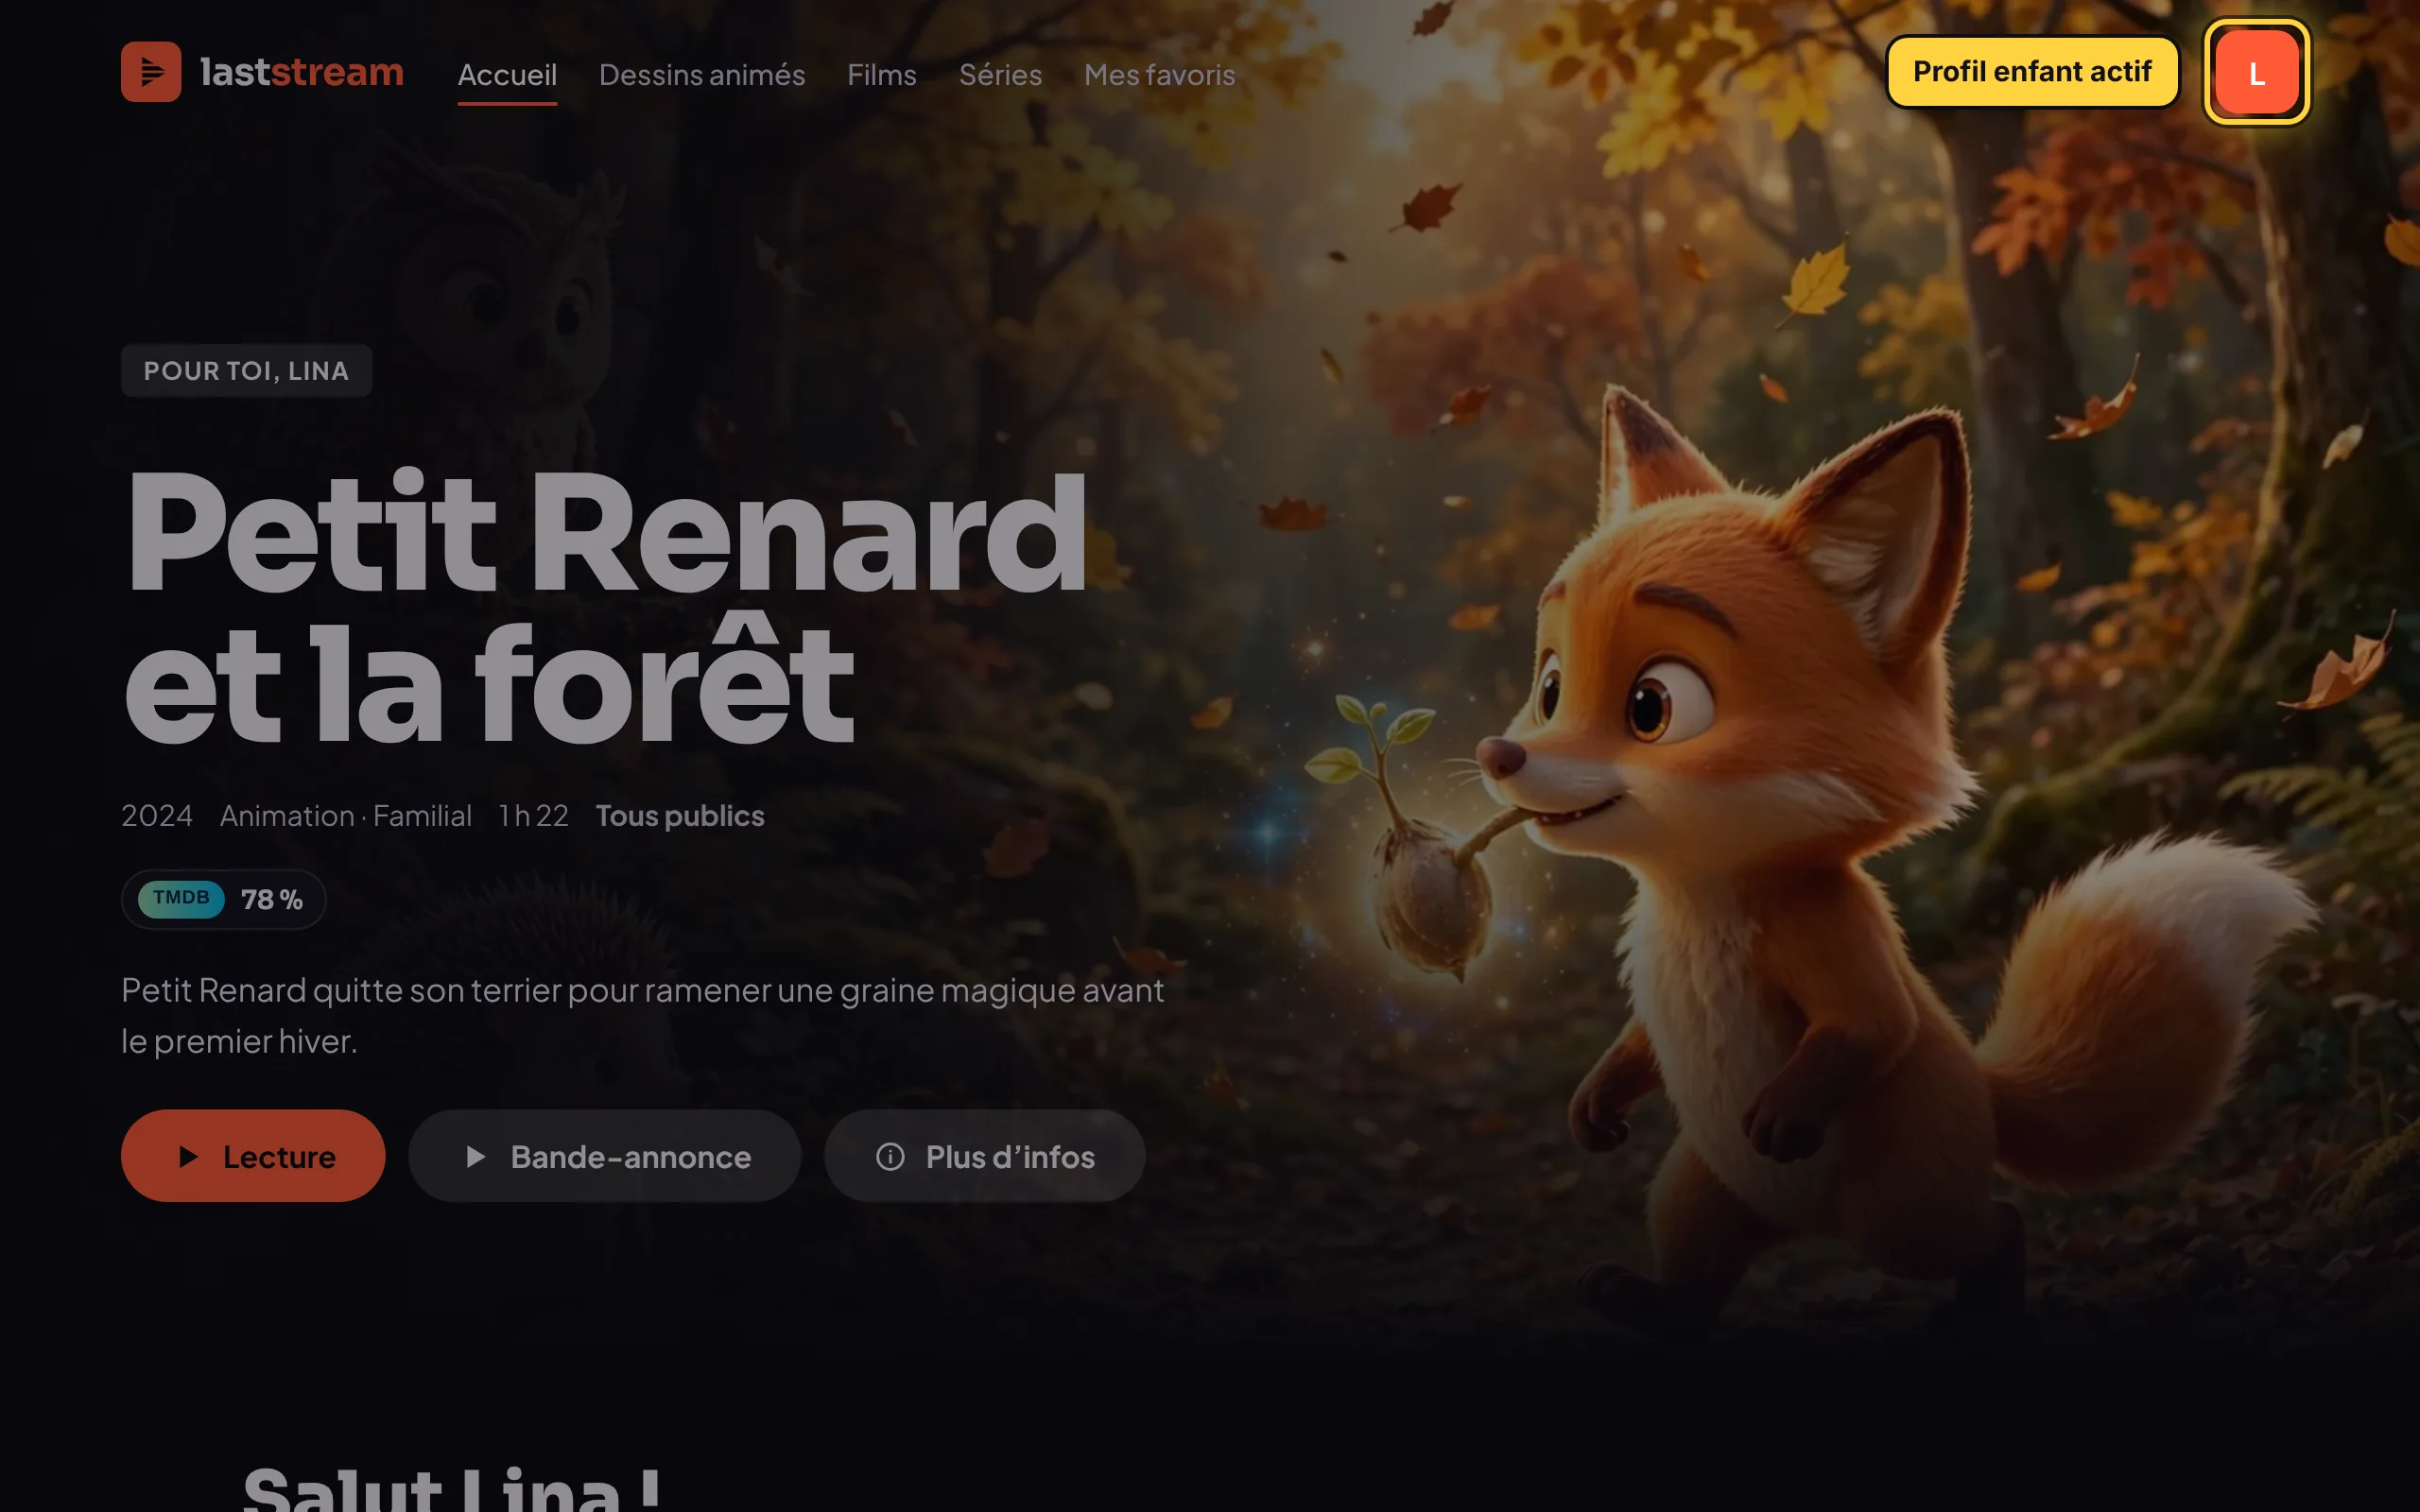 laststream
Accueil
Dessins animés
Films
Séries
Mes favoris
Profil enfant actif
L
POUR TOI, LINA
Petit Renard
et la forêt
2024 Animation · Familial 1 h 22 Tous publics
TMDB 78 %
Petit Renard quitte son terrier pour ramener une graine magique avant
le premier hiver.
Lecture
Bande-annonce
Plus d’infos
Salut Lina !